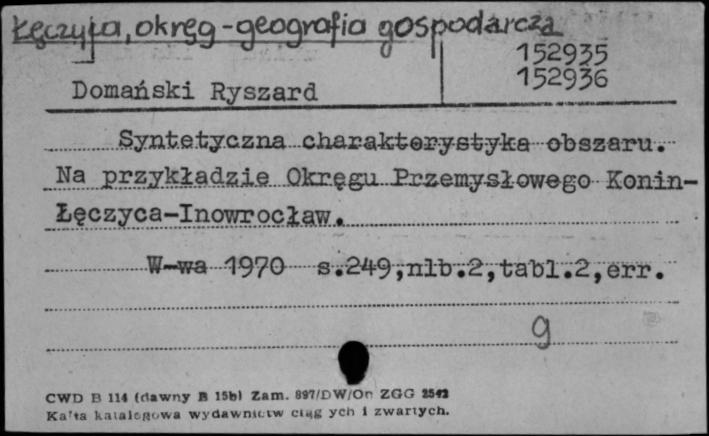 Łęczyca, okręg - geografia gospodarcza
152935
152936
Domański Ryszard
Syntetyczna charakterystyka obszaru.
Na przykładzie Okręgu Przemysłowego Konin-
Łęczyca-Inowrocław.
W-wa 1970 s.249,nlb.2,tabl.2,err.
g
CWD B 114 (dawny B 15b) Zam. 897/DW/On ZGG 2542
Karta katalogowa wydawnictw ciągłych i zwartych.